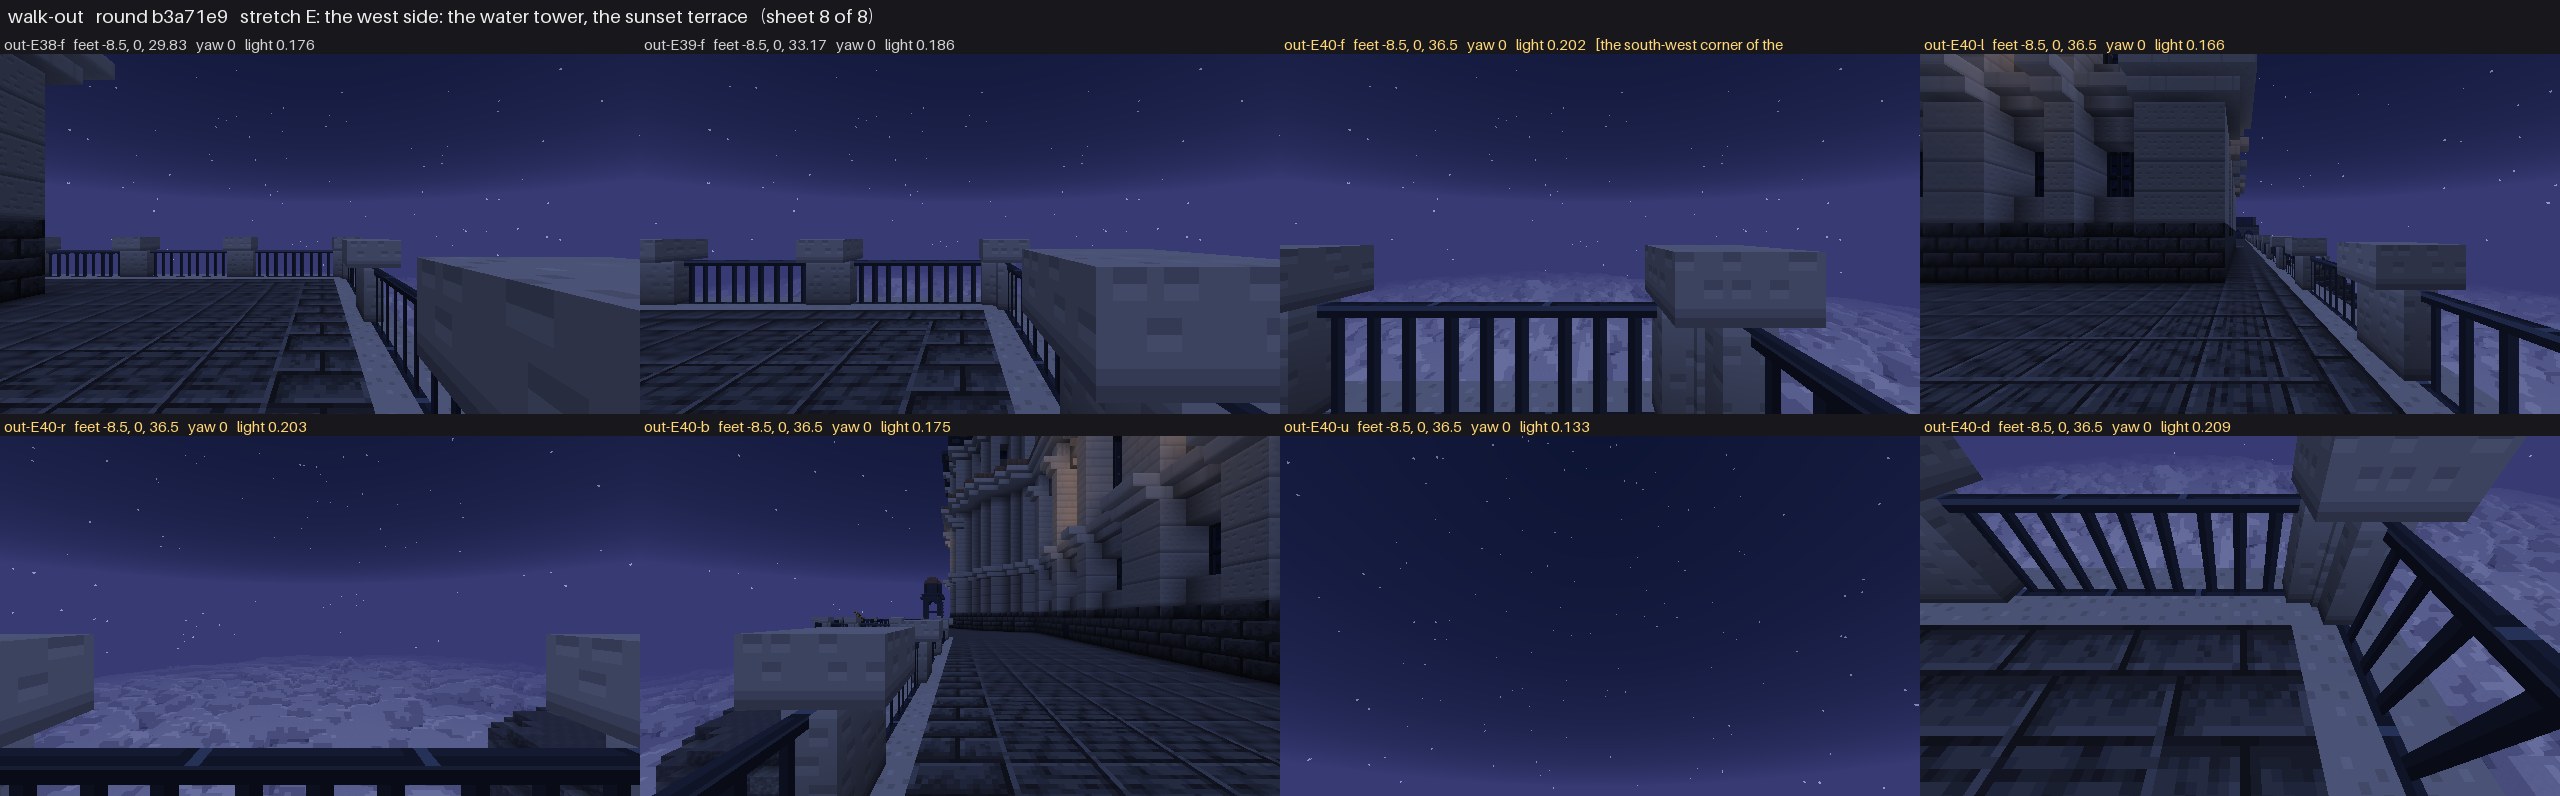 walk-out round b3a71e9 stretch E: the west side: the water tower, the sunset terrace (sheet 8 of 8)
out-E38-f feet -8.5, 0, 29.83 yaw 0 light 0.176
out-E39-f feet -8.5, 0, 33.17 yaw 0 light 0.186
out-E40-f feet -8.5, 0, 36.5 yaw 0 light 0.202 [the south-west corner of the
out-E40-l feet -8.5, 0, 36.5 yaw 0 light 0.166
out-E40-r feet -8.5, 0, 36.5 yaw 0 light 0.203
out-E40-b feet -8.5, 0, 36.5 yaw 0 light 0.175
out-E40-u feet -8.5, 0, 36.5 yaw 0 light 0.133
out-E40-d feet -8.5, 0, 36.5 yaw 0 light 0.209